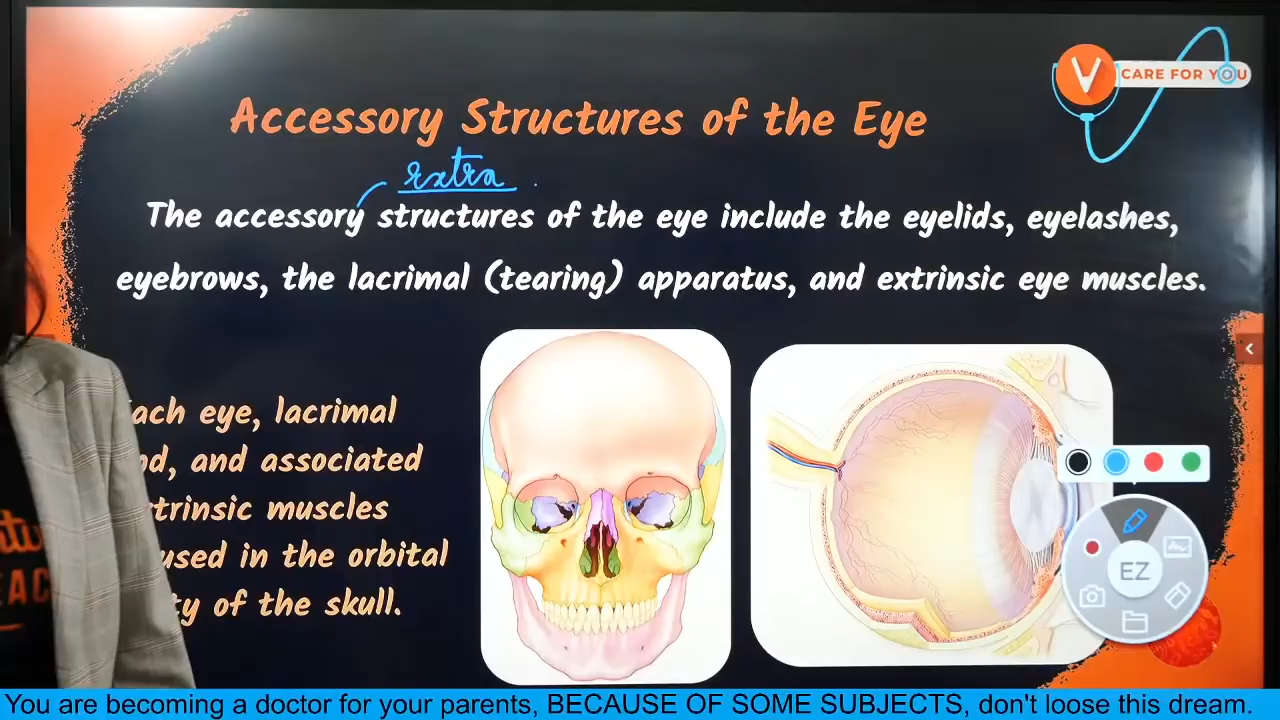 V CARE FOR YOU
Accessory Structures of the Eye
extra
The accessory structures of the eye include the eyelids, eyelashes,
eyebrows, the lacrimal (tearing) apparatus, and extrinsic eye muscles.
ach eye, lacrimal
and associated
trinsic muscles
used in the orbital
ty of the skull.
EZ
You are becoming a doctor for your parents, BECAUSE OF SOME SUBJECTS, don't loose this dream.